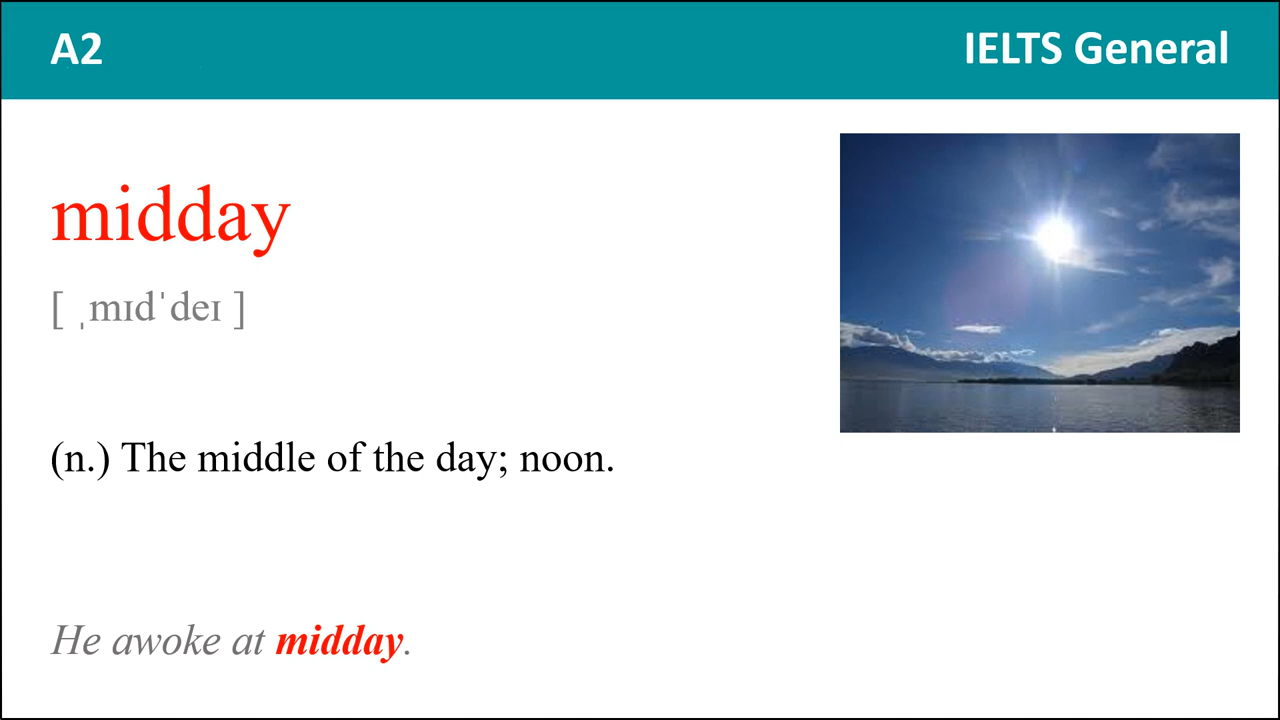 A2
IELTS General
midday
[ ˌmɪdˈdeɪ ]
(n.) The middle of the day; noon.
He awoke at midday.